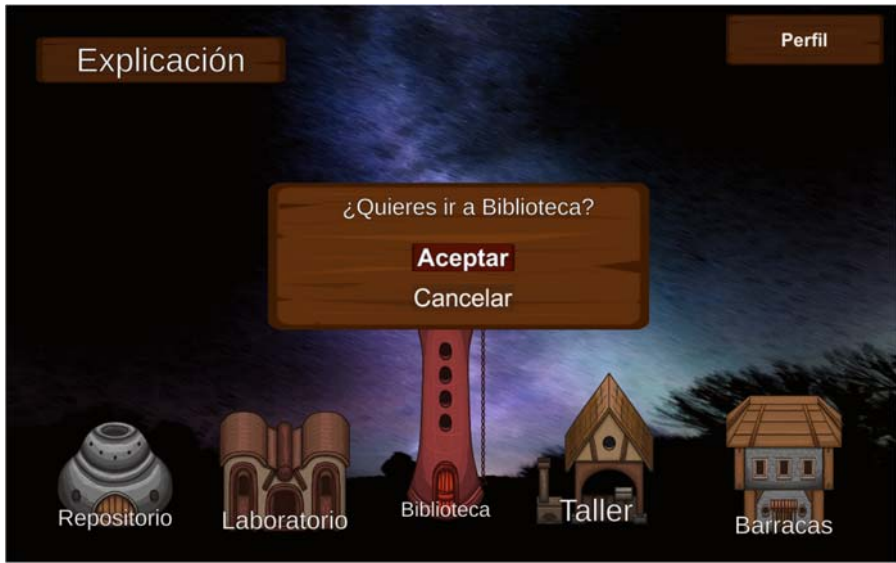 Explicación
Perfil
¿Quieres ir a Biblioteca?
Aceptar
Cancelar
Repositorio
Laboratorio
Biblioteca
Taller
Barracas